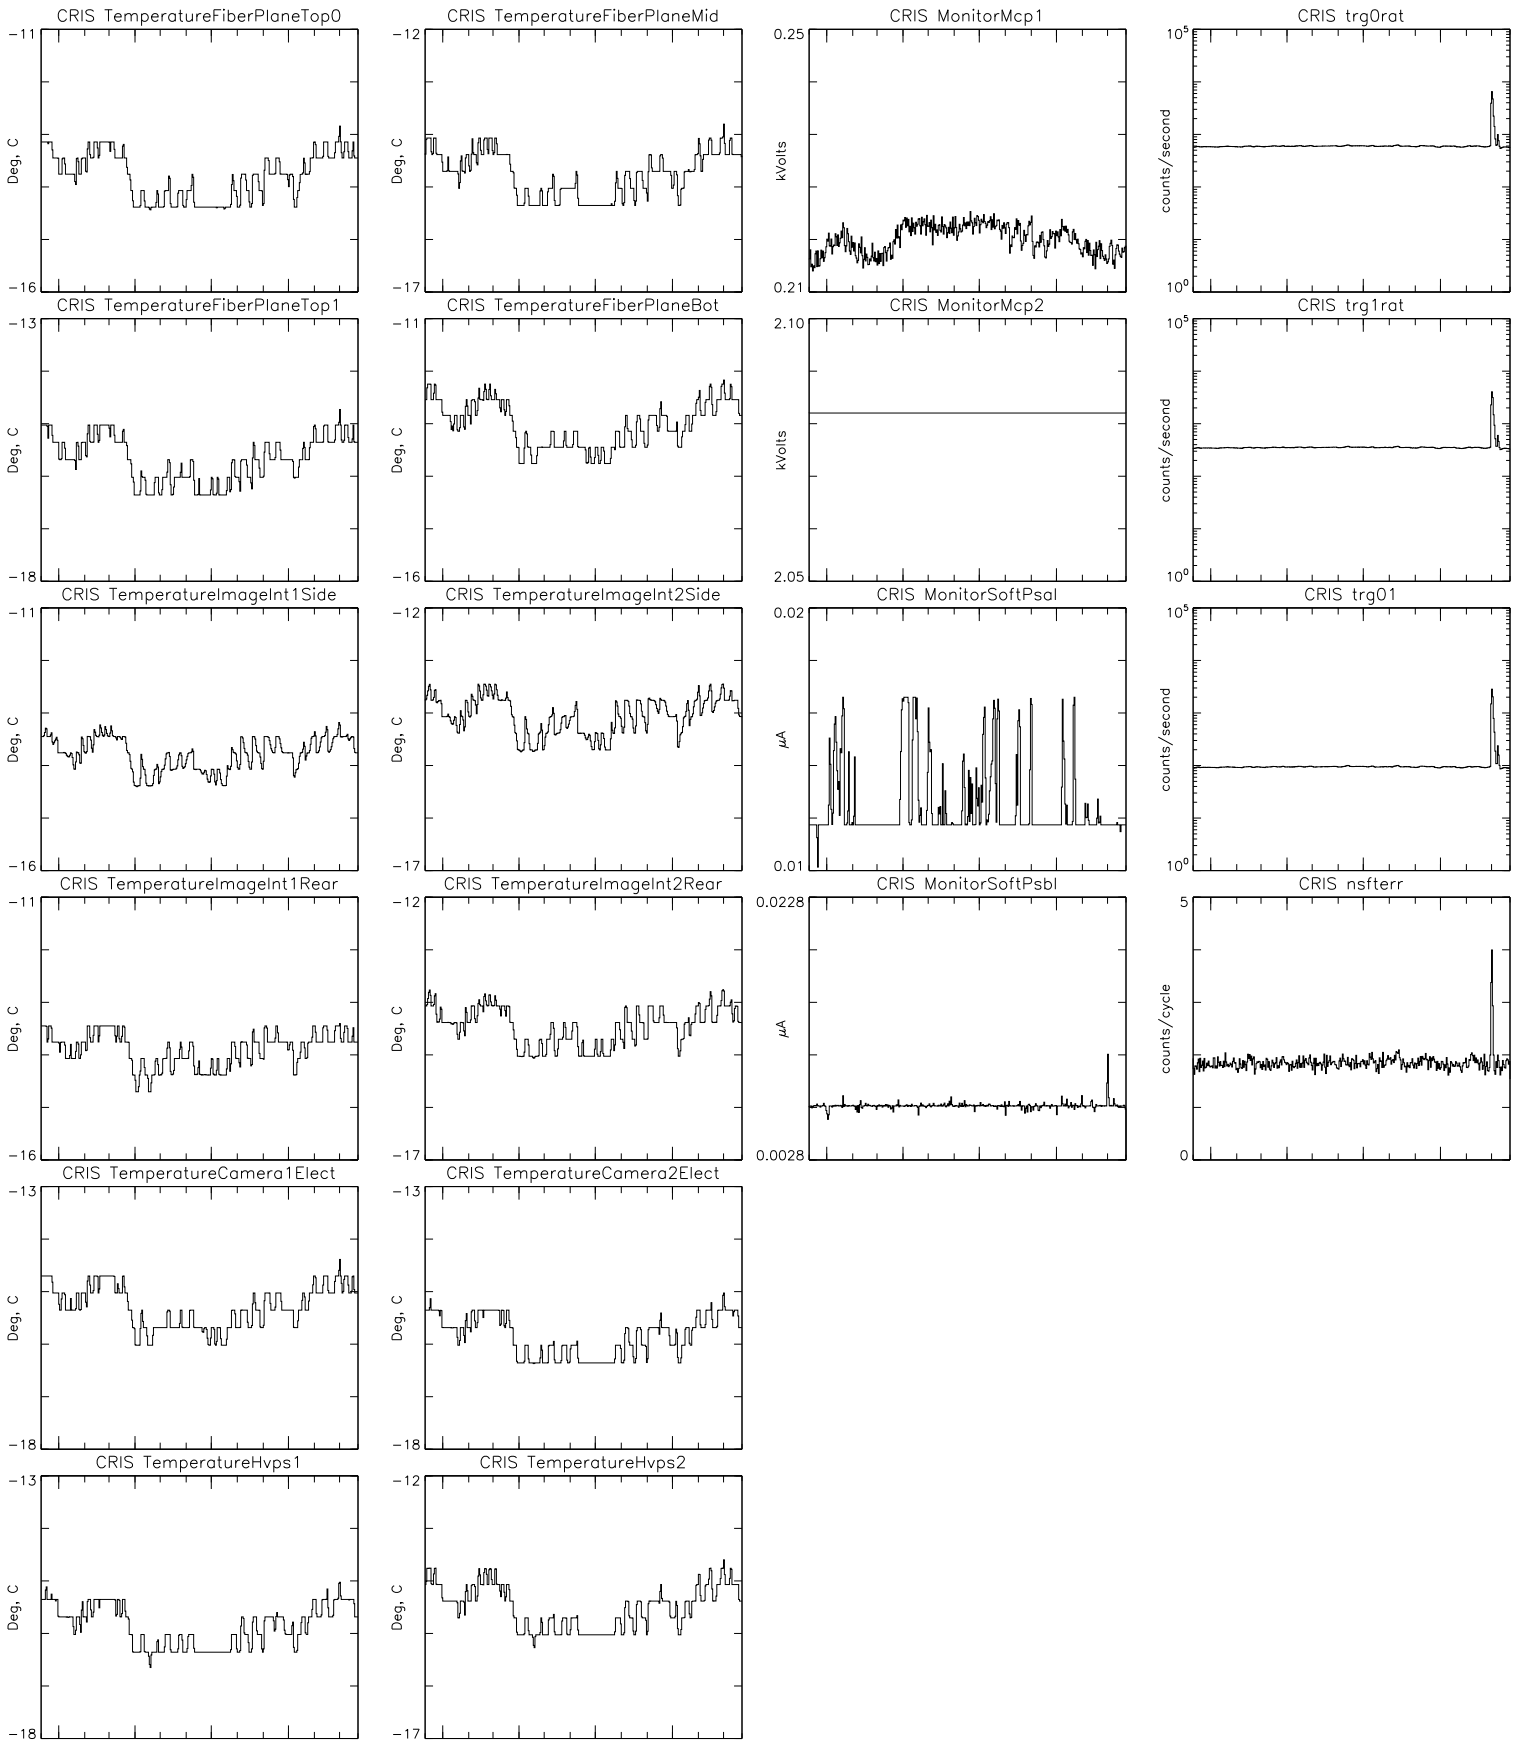 CRIS TemperatureFiberPlaneTop0
-11
Deg, C
-16
CRIS TemperatureFiberPlaneMid
-12
Deg, C
-17
CRIS MonitorMcp1
0.25
kVolts
0.21
CRIS trg0rat
10^5
counts/second
10^0
CRIS TemperatureFiberPlaneTop1
-13
Deg, C
-18
CRIS TemperatureFiberPlaneBot
-11
Deg, C
-16
CRIS MonitorMcp2
2.10
kVolts
2.05
CRIS trg1rat
10^5
counts/second
10^0
CRIS TemperatureImageInt1Side
-11
Deg, C
-16
CRIS TemperatureImageInt2Side
-12
Deg, C
-17
CRIS MonitorSoftPsaI
0.02
μA
0.01
CRIS trg01
10^5
counts/second
10^0
CRIS TemperatureImageInt1Rear
-11
Deg, C
-16
CRIS TemperatureImageInt2Rear
-12
Deg, C
-17
CRIS MonitorSoftPsbI
0.0228
μA
0.0028
CRIS nsfterr
5
counts/cycle
0
CRIS TemperatureCamera1Elect
-13
Deg, C
-18
CRIS TemperatureCamera2Elect
-13
Deg, C
-18
CRIS TemperatureHvps1
-13
Deg, C
-18
CRIS TemperatureHvps2
-12
Deg, C
-17